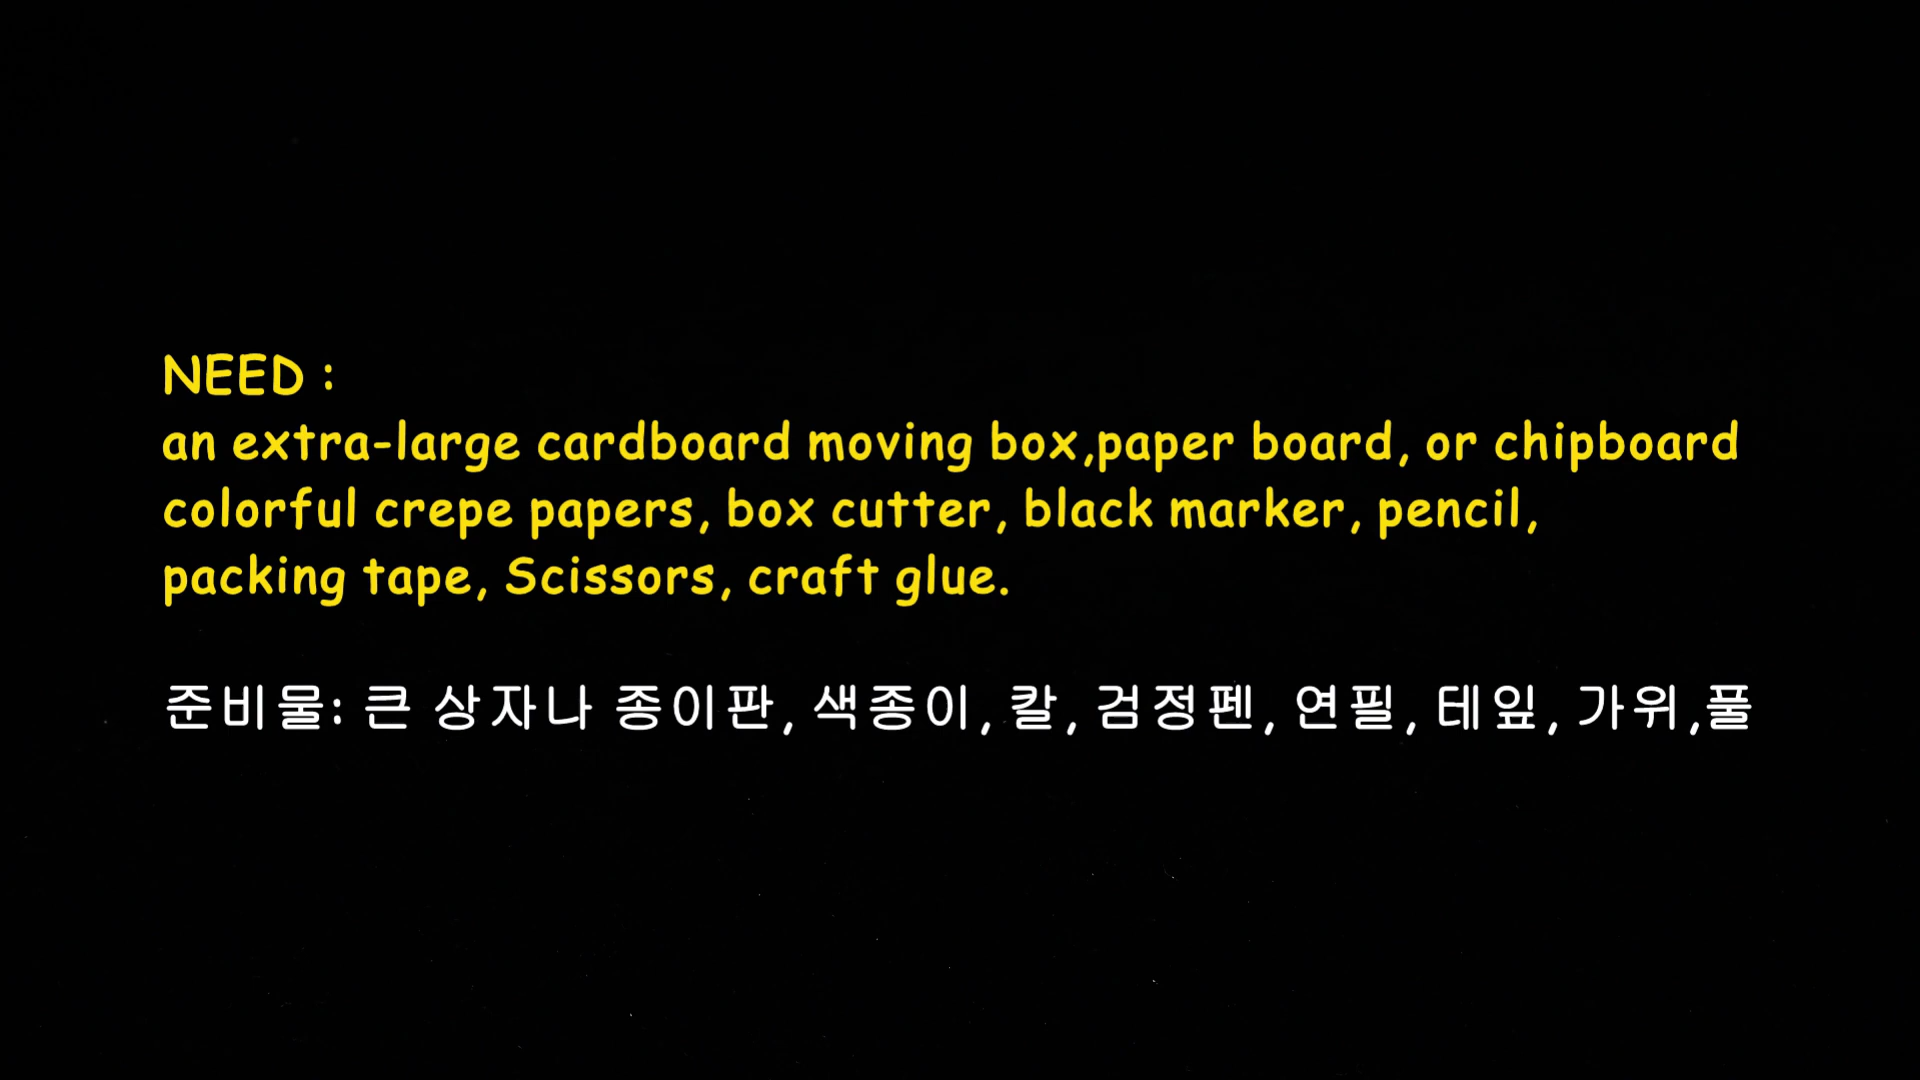 NEED :
an extra-large cardboard moving box,paper board, or chipboard
colorful crepe papers, box cutter, black marker, pencil,
packing tape, Scissors, craft glue.
준비물: 큰 상자나 종이판, 색종이, 칼, 검정펜, 연필, 테잎, 가위,풀